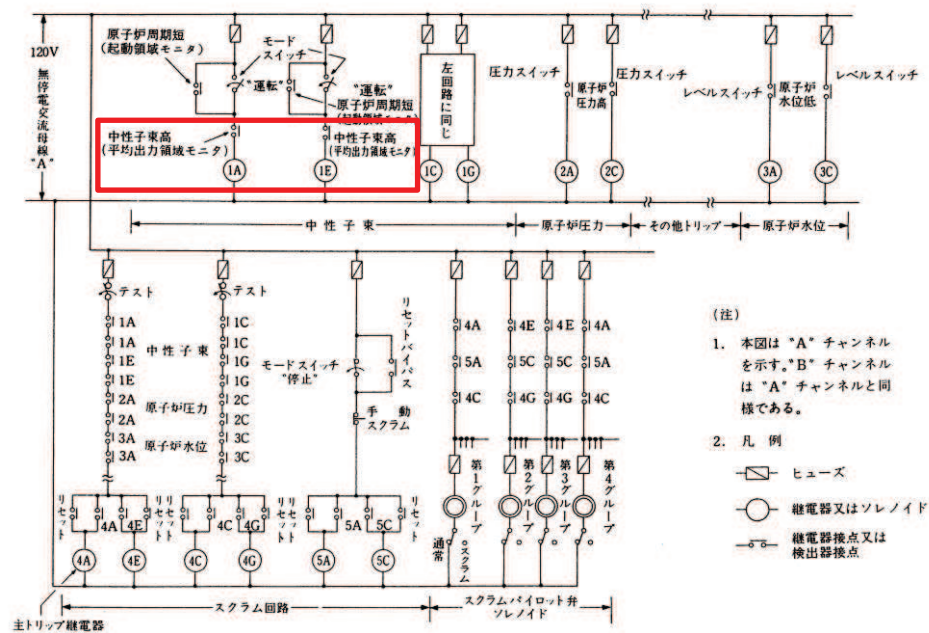 120V
無停電交流母線"A"
原子炉周期短
(起動領域モニタ)
モード
スイッチ
"運転"
"運転"
原子炉周期短
(起動領域モニタ)
中性子束高
(平均出力領域モニタ)
中性子束高
(平均出力領域モニタ)
左回路に同じ
圧力スイッチ
原子炉
圧力高
圧力スイッチ
レベルスイッチ
原子炉
水位低
レベルスイッチ
1A
1E
1C
1G
2A
2C
3A
3C
中性子束
原子炉圧力
その他トリップ
原子炉水位
テスト
1A
1A
1E
1E
2A
2A
3A
3A
中性子束
原子炉圧力
原子炉水位
テスト
1C
1C
1G
1G
2C
2C
3C
3C
モードスイッチ
"停止"
リセットバイパス
手動
スクラム
4A
5A
4C
4E
5C
4G
4E
5C
4G
4A
5A
4C
第1グループ
第2グループ
第3グループ
第4グループ
リセット
4A
4E
リセット
リセット
4C
4G
リセット
リセット
5A
5C
リセット
通常
スクラム
4A
4E
4C
4G
5A
5C
スクラム回路
スクラムパイロット弁
ソレノイド
主トリップ継電器
(注)
1. 本図は"A"チャンネル
を示す。"B"チャンネル
は"A"チャンネルと同
様である。
2. 凡例
ヒューズ
継電器又はソレノイド
継電器接点又は
検出器接点